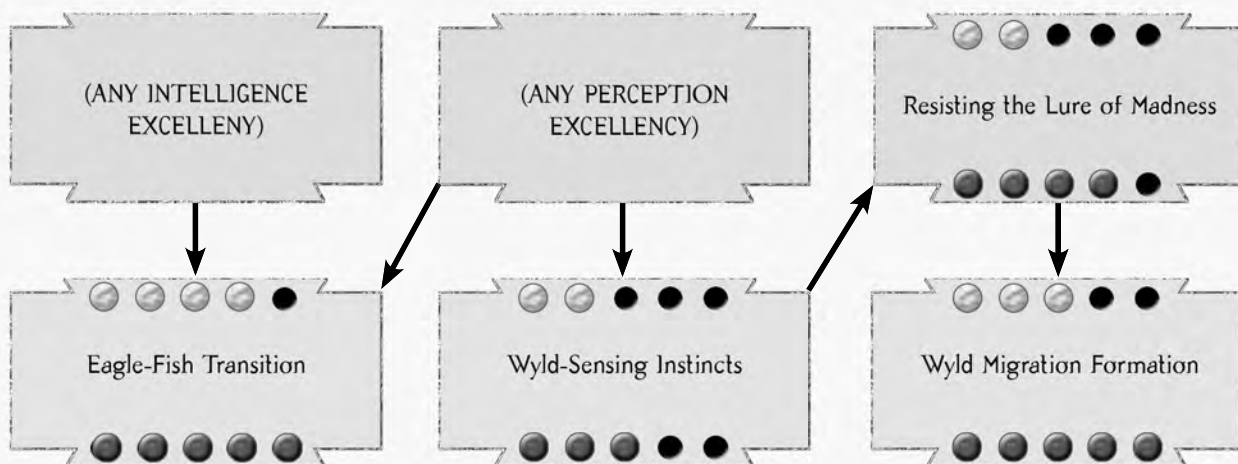 (ANY INTELLIGENCE
EXCELLENY)
(ANY PERCEPTION
EXCELLENCY)
Resisting the Lure of Madness
Eagle-Fish Transition
Wyld-Sensing Instincts
Wyld Migration Formation